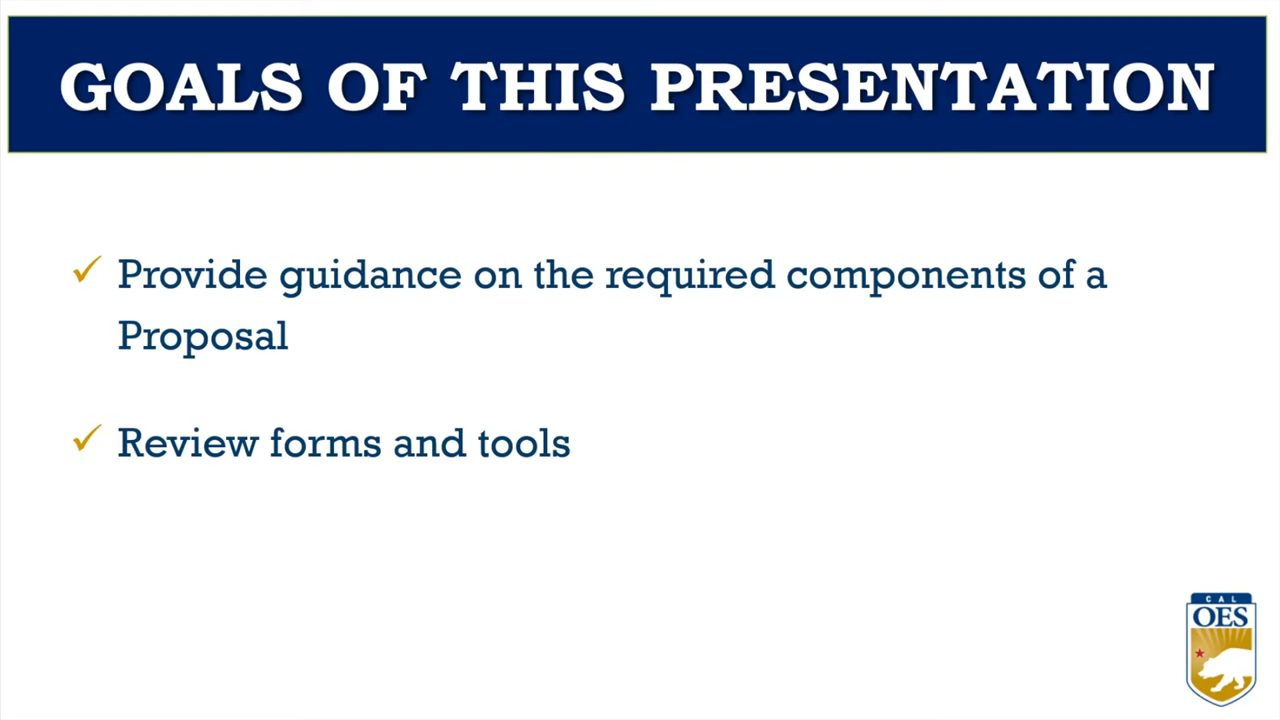 GOALS OF THIS PRESENTATION
Provide guidance on the required components of a
Proposal
Review forms and tools
CAL
OES